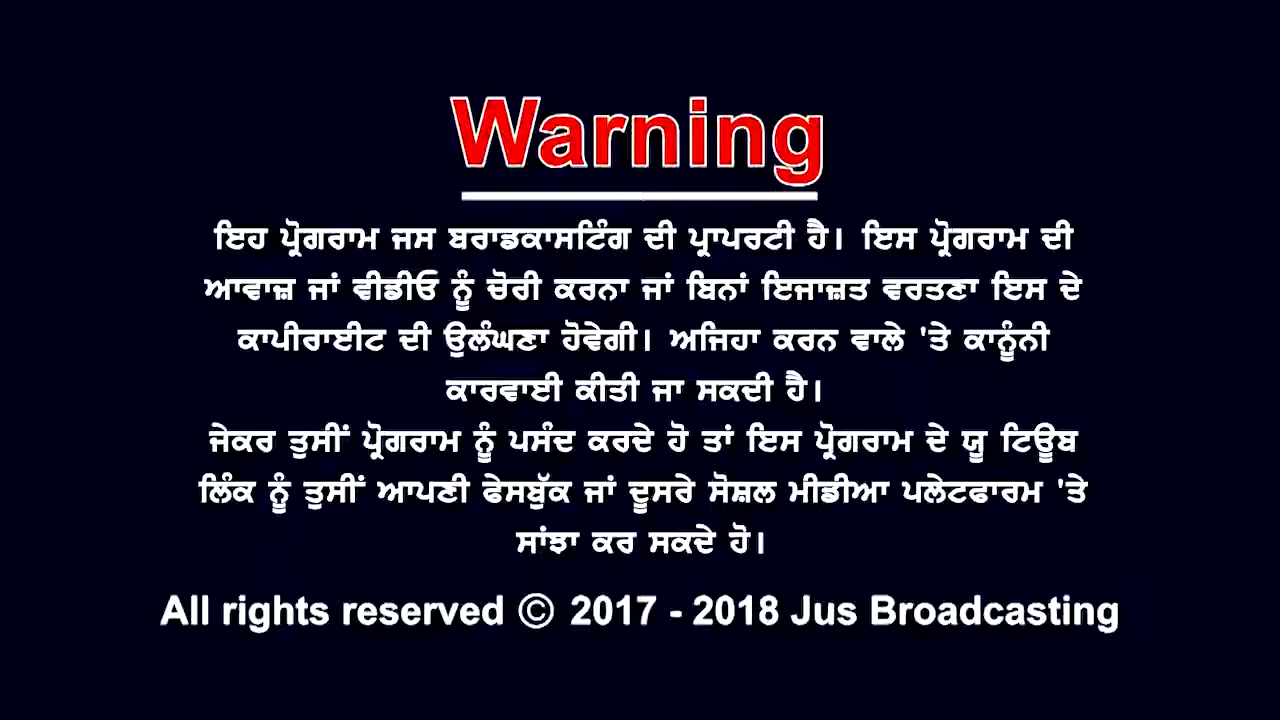 Warning
ਇਹ ਪ੍ਰੋਗਰਾਮ ਜਸ ਬਰਾਡਕਾਸਟਿੰਗ ਦੀ ਪ੍ਰਾਪਰਟੀ ਹੈ। ਇਸ ਪ੍ਰੋਗਰਾਮ ਦੀ
ਆਵਾਜ਼ ਜਾਂ ਵੀਡੀਓ ਨੂੰ ਚੋਰੀ ਕਰਨਾ ਜਾਂ ਬਿਨਾਂ ਇਜਾਜ਼ਤ ਵਰਤਣਾ ਇਸ ਦੇ
ਕਾਪੀਰਾਈਟ ਦੀ ਉਲੰਘਣਾ ਹੋਵੇਗੀ। ਅਜਿਹਾ ਕਰਨ ਵਾਲੇ 'ਤੇ ਕਾਨੂੰਨੀ
ਕਾਰਵਾਈ ਕੀਤੀ ਜਾ ਸਕਦੀ ਹੈ।
ਜੇਕਰ ਤੁਸੀਂ ਪ੍ਰੋਗਰਾਮ ਨੂੰ ਪਸੰਦ ਕਰਦੇ ਹੋ ਤਾਂ ਇਸ ਪ੍ਰੋਗਰਾਮ ਦੇ ਯੂ ਟਿਊਬ
ਲਿੰਕ ਨੂੰ ਤੁਸੀਂ ਆਪਣੀ ਫੇਸਬੁੱਕ ਜਾਂ ਦੂਸਰੇ ਸੋਸ਼ਲ ਮੀਡੀਆ ਪਲੇਟਫਾਰਮ 'ਤੇ
ਸਾਂਝਾ ਕਰ ਸਕਦੇ ਹੋ।
All rights reserved © 2017 - 2018 Jus Broadcasting